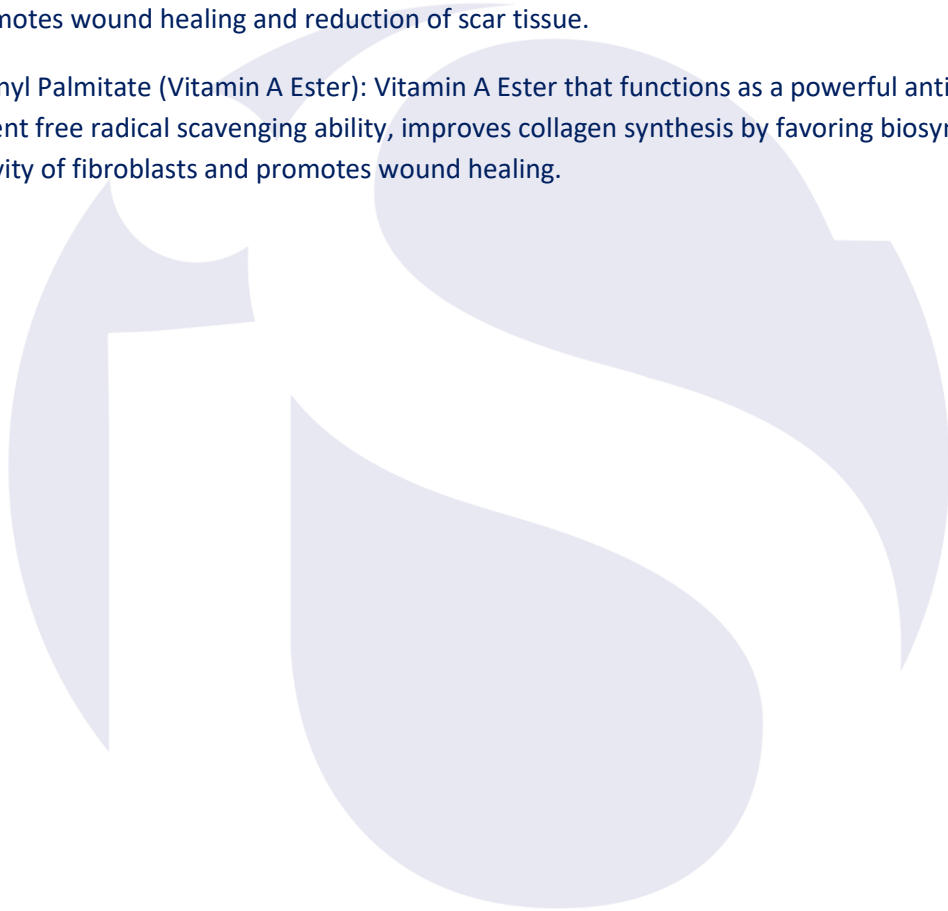 motes wound healing and reduction of scar tissue.
nyl Palmitate (Vitamin A Ester): Vitamin A Ester that functions as a powerful anti
ent free radical scavenging ability, improves collagen synthesis by favoring biosyn
vity of fibroblasts and promotes wound healing.